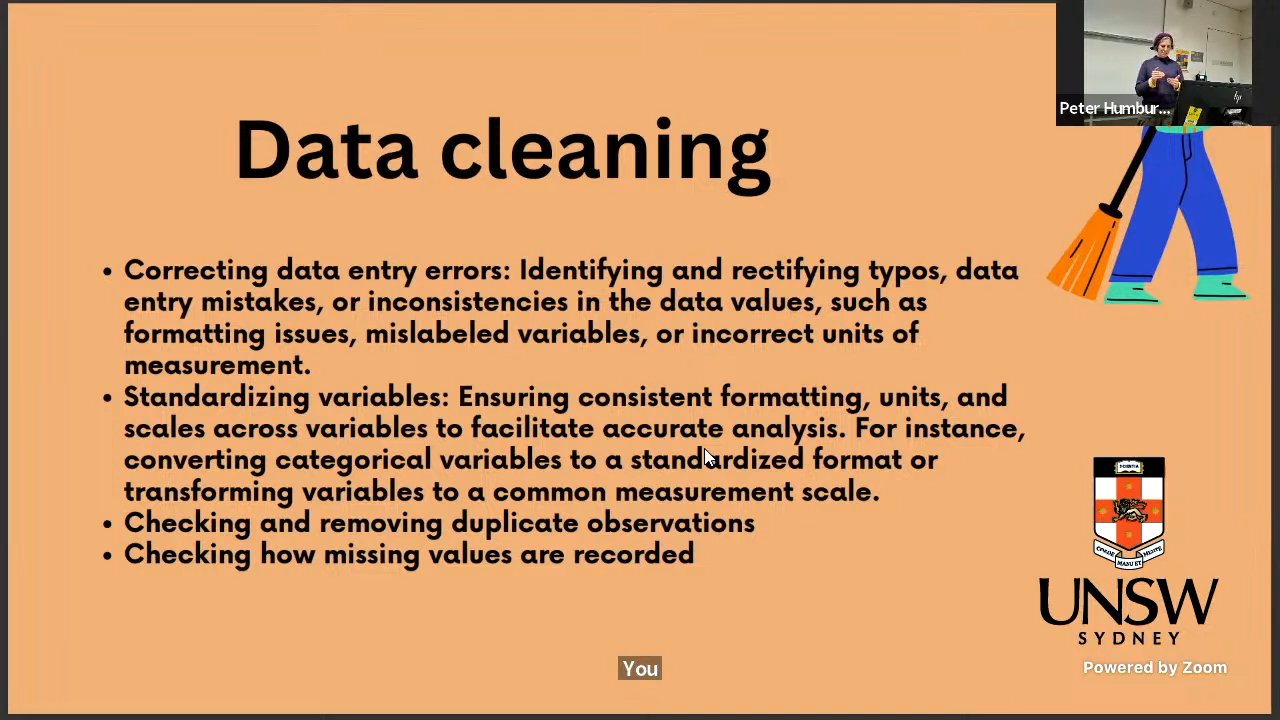 Peter Humbur...
Data cleaning
• Correcting data entry errors: Identifying and rectifying typos, data
entry mistakes, or inconsistencies in the data values, such as
formatting issues, mislabeled variables, or incorrect units of
measurement.
• Standardizing variables: Ensuring consistent formatting, units, and
scales across variables to facilitate accurate analysis. For instance,
converting categorical variables to a standardized format or
transforming variables to a common measurement scale.
• Checking and removing duplicate observations
• Checking how missing values are recorded
SCIENTIA
MANU ET
UNSW
SYDNEY
Powered by Zoom
You